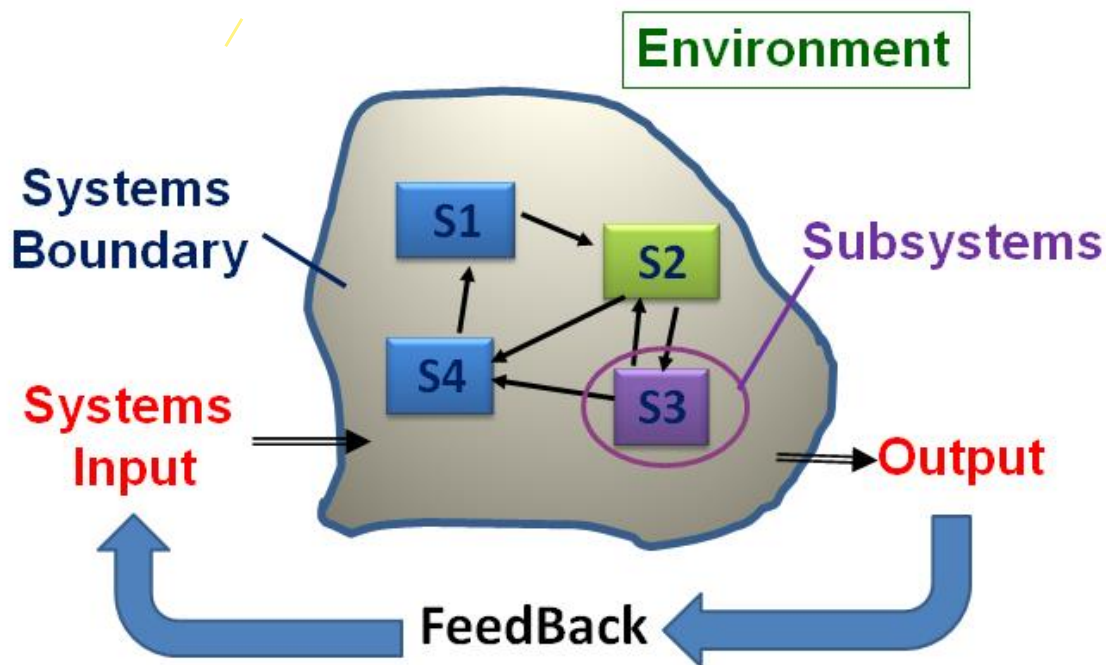 Environment
Systems
Boundary
S1
S2
Subsystems
S4
S3
Systems
Input
Output
FeedBack